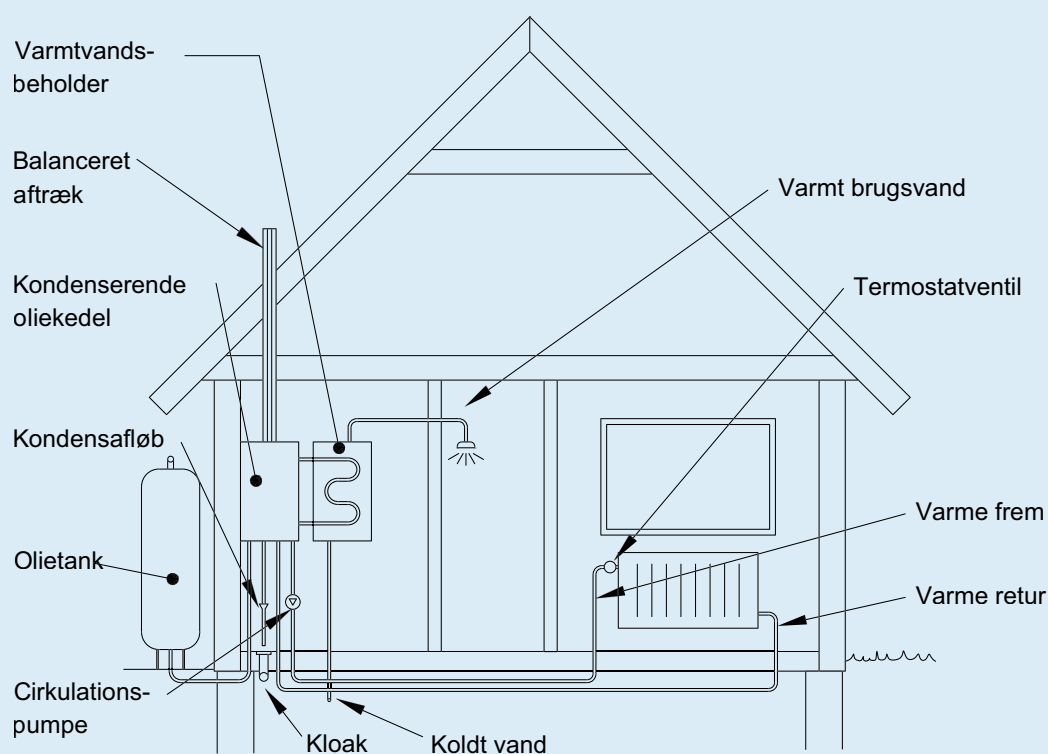 Varmtvands-
beholder
Balanceret
aftræk
Varmt brugsvand
Kondenserende
oliekedel
Termostatventil
Kondensafløb
Varme frem
Olietank
Varme retur
Cirkulations-
pumpe
Kloak
Koldt vand